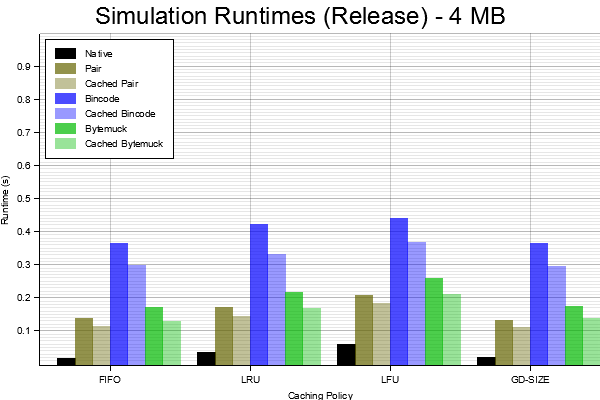 Simulation Runtimes (Release) - 4 MB
Native
Pair
Cached Pair
Bincode
Cached Bincode
Bytemuck
Cached Bytemuck
0.9
0.8
0.7
0.6
0.5
0.4
0.3
0.2
0.1
Runtime (s)
FIFO LRU LFU GD-SIZE
Caching Policy